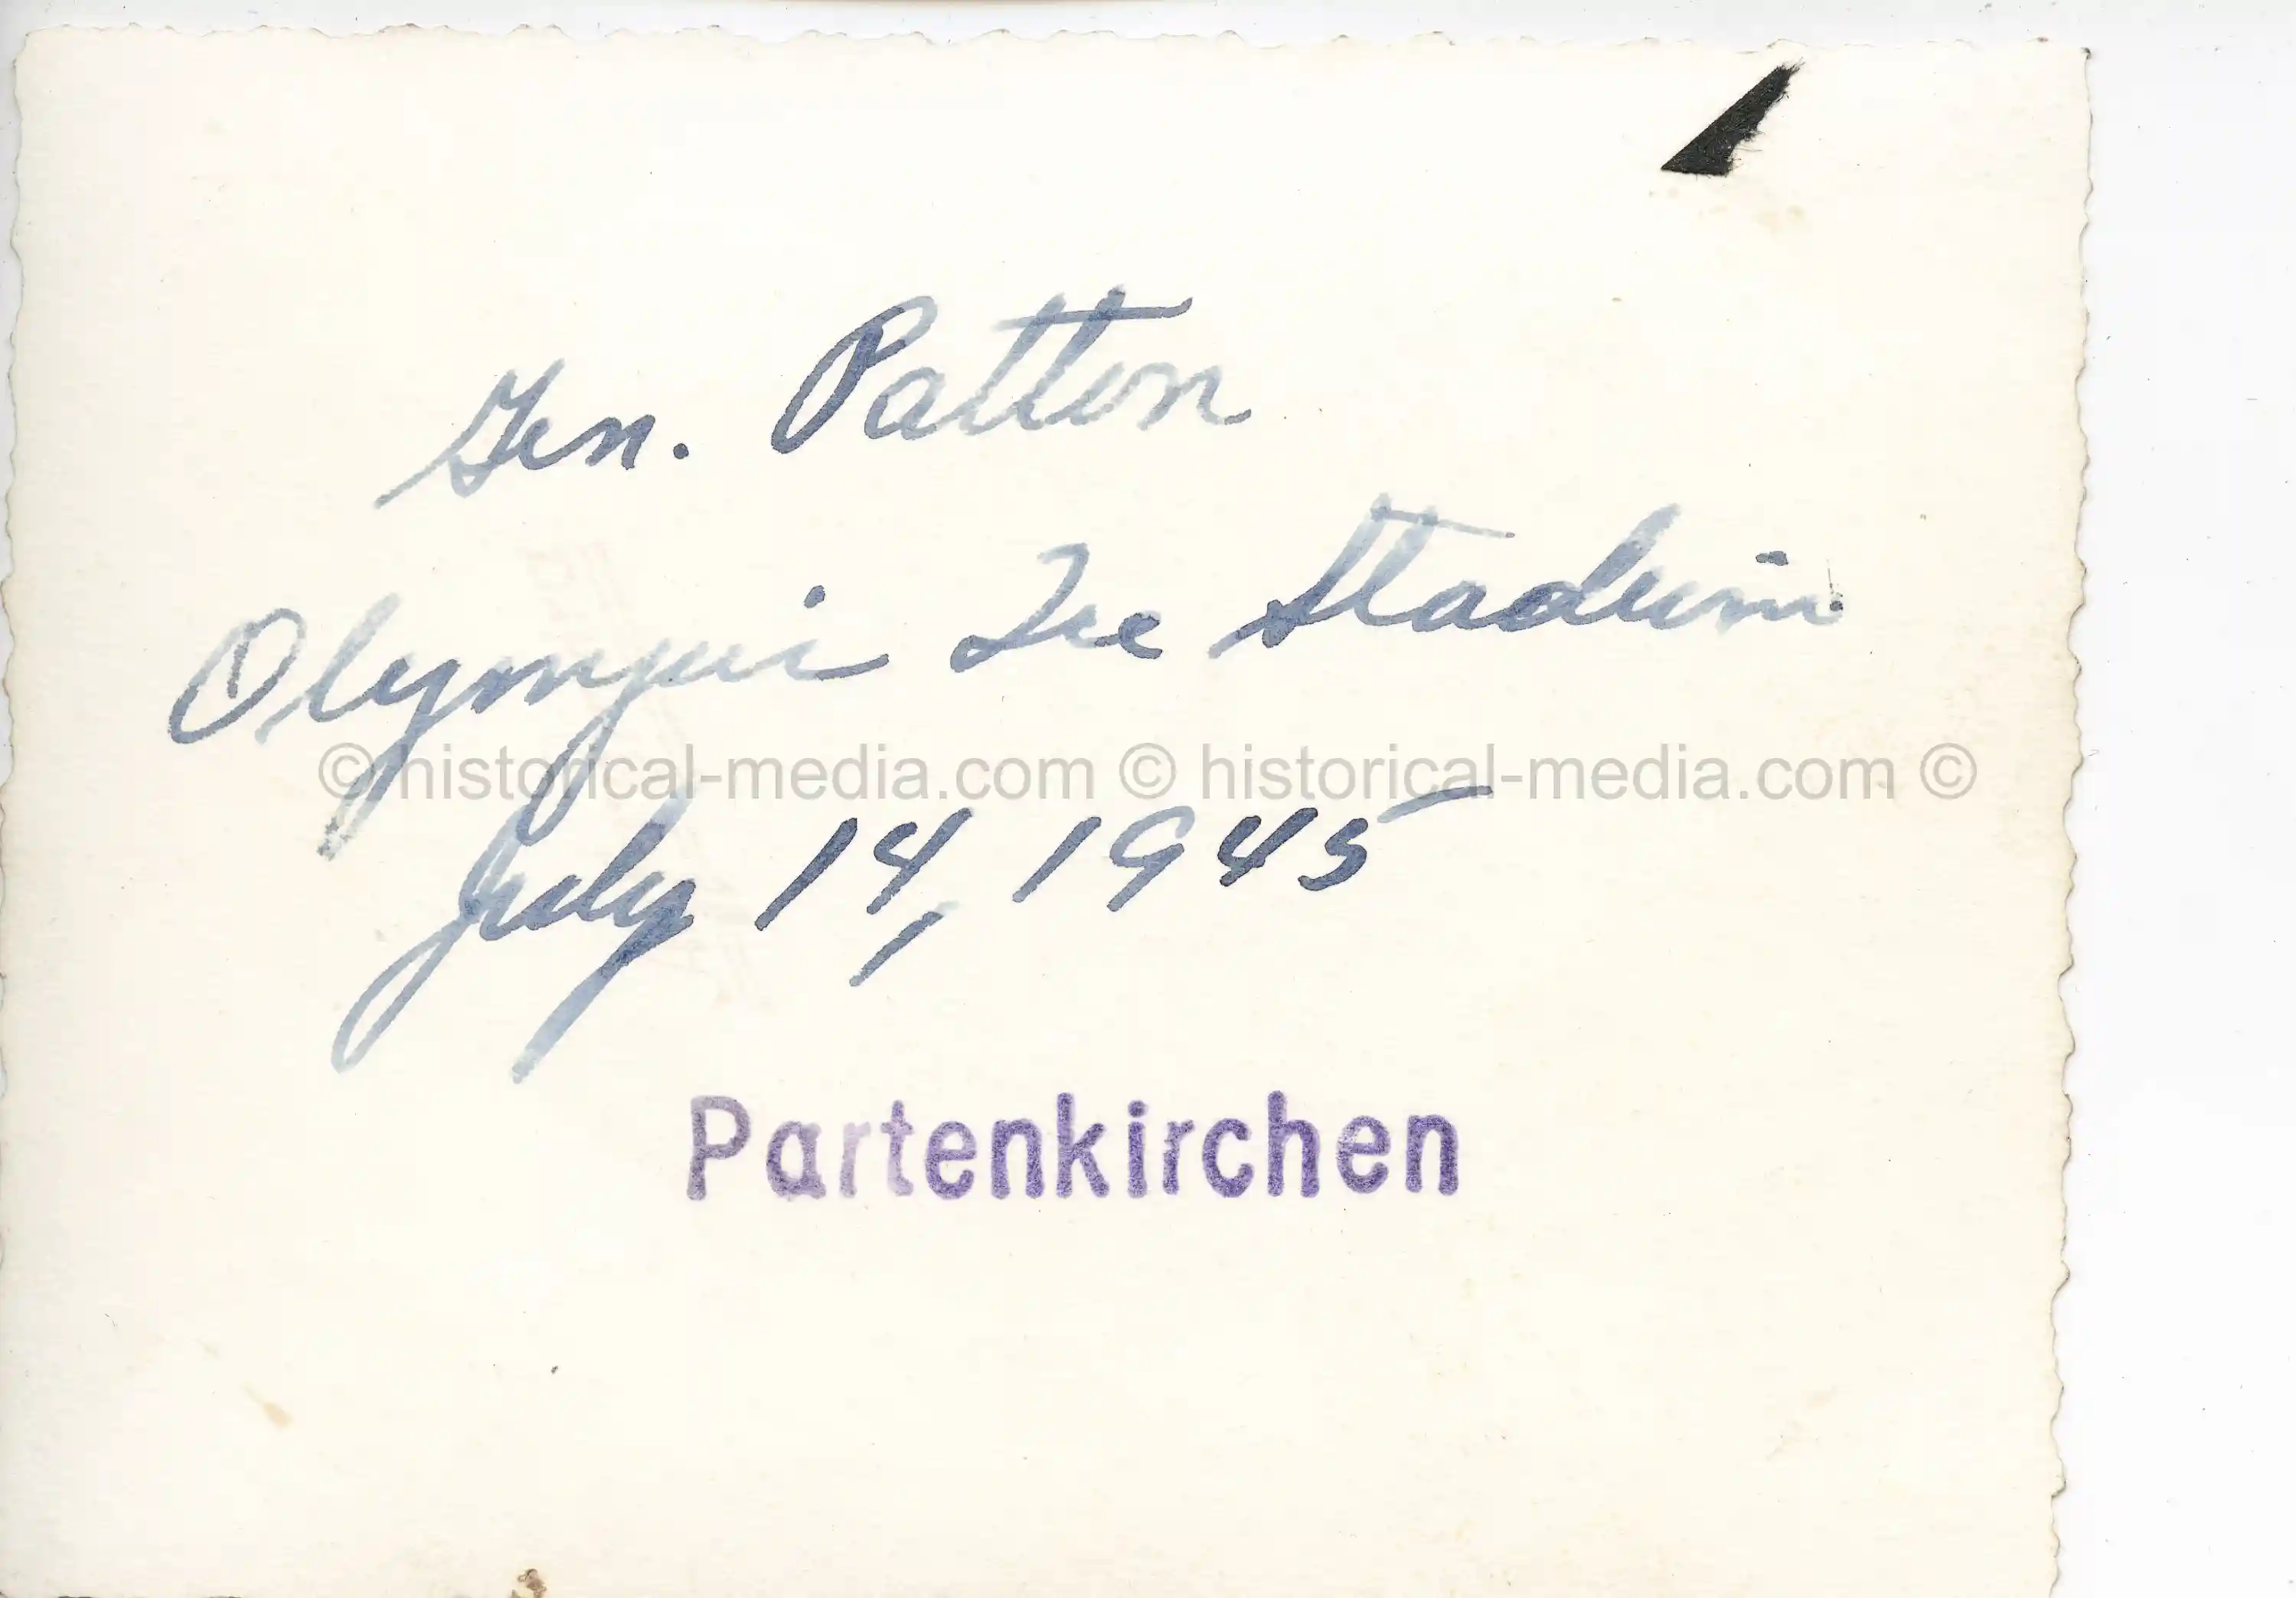 Gen. Patton
Olympic Ice Stadium
© historical-media.com © historical-media.com ©
July 14, 1945
Partenkirchen